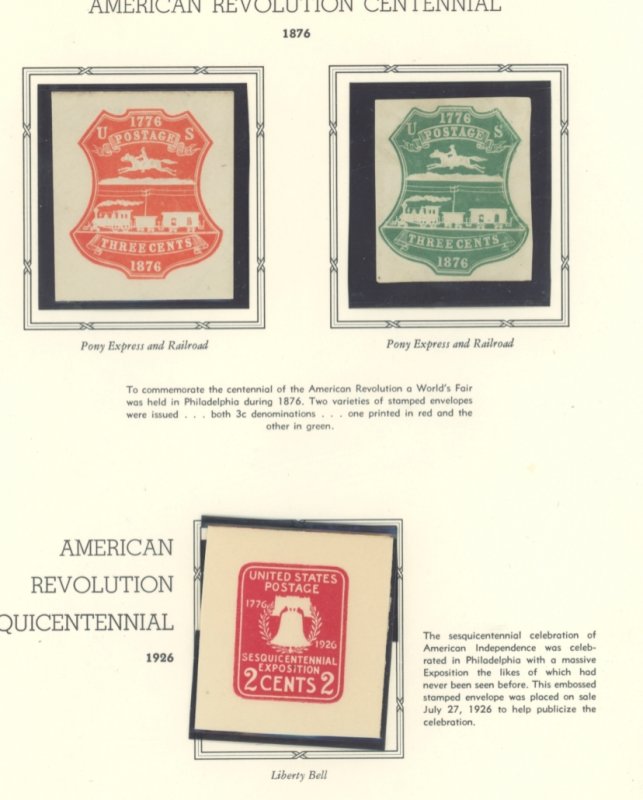 AMERICAN REVOLUTION CENTENNIAL
1876
1776
U S
POSTAGE
THREE CENTS
1876
1776
U S
POSTAGE
THREE CENTS
1876
Pony Express and Railroad
Pony Express and Railroad
To commemorate the centennial of the American Revolution a World's Fair
was held in Philadelphia during 1876. Two varieties of stamped envelopes
were issued . . . both 3c denominations . . . one printed in red and the
other in green.
AMERICAN
REVOLUTION
QUICENTENNIAL
1926
UNITED STATES
POSTAGE
1776
1926
SESQUICENTENNIAL
EXPOSITION
2 CENTS 2
The sesquicentennial celebration of
American Independence was celeb-
rated in Philadelphia with a massive
Exposition the likes of which had
never been seen before. This embossed
stamped envelope was placed on sale
July 27, 1926 to help publicize the
celebration.
Liberty Bell